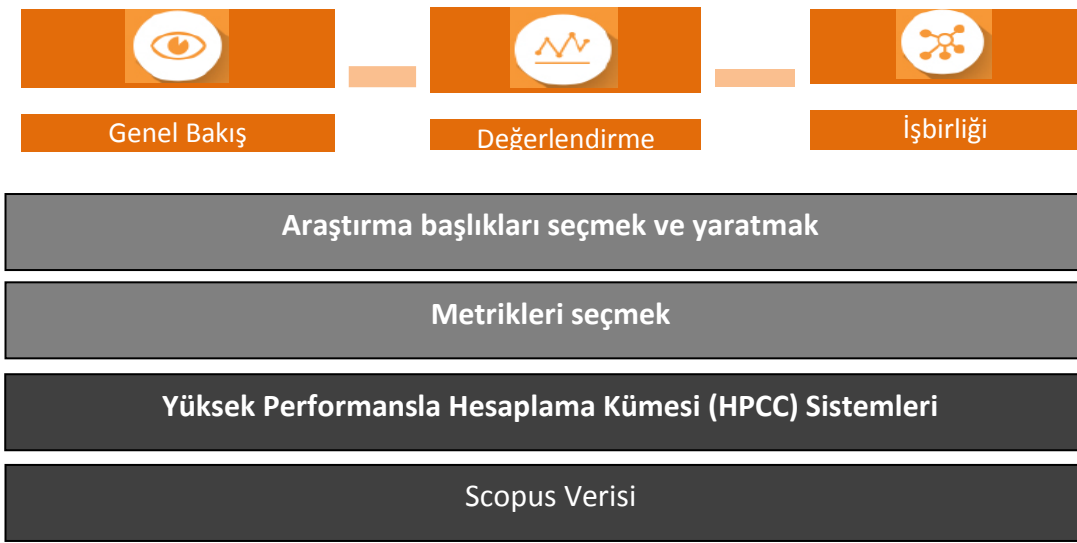 Genel Bakış
Değerlendirme
İşbirliği
Araştırma başlıkları seçmek ve yaratmak
Metrikleri seçmek
Yüksek Performansla Hesaplama Kümesi (HPCC) Sistemleri
Scopus Verisi